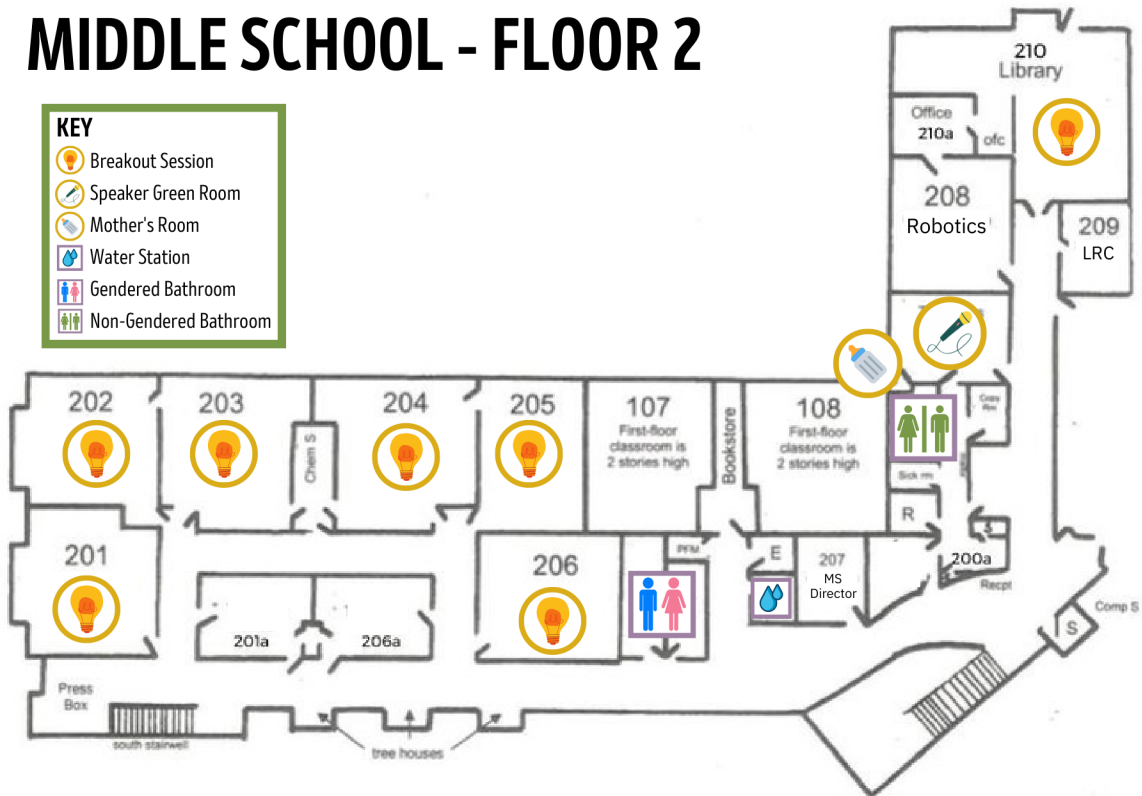 MIDDLE SCHOOL - FLOOR 2
KEY
Breakout Session
Speaker Green Room
Mother's Room
Water Station
Gendered Bathroom
Non-Gendered Bathroom
210
Library
Office
210a
ofc
208
Robotics
209
LRC
202
203
Chem S
204
205
107
First-floor
classroom is
2 stories high
Bookstore
108
First-floor
classroom is
2 stories high
Copy
Rm
Sick rm
R
201
201a
206a
206
PFM
E
207
MS
Director
S
200a
Recpt
Comp S
S
Press
Box
south stairwell
tree houses